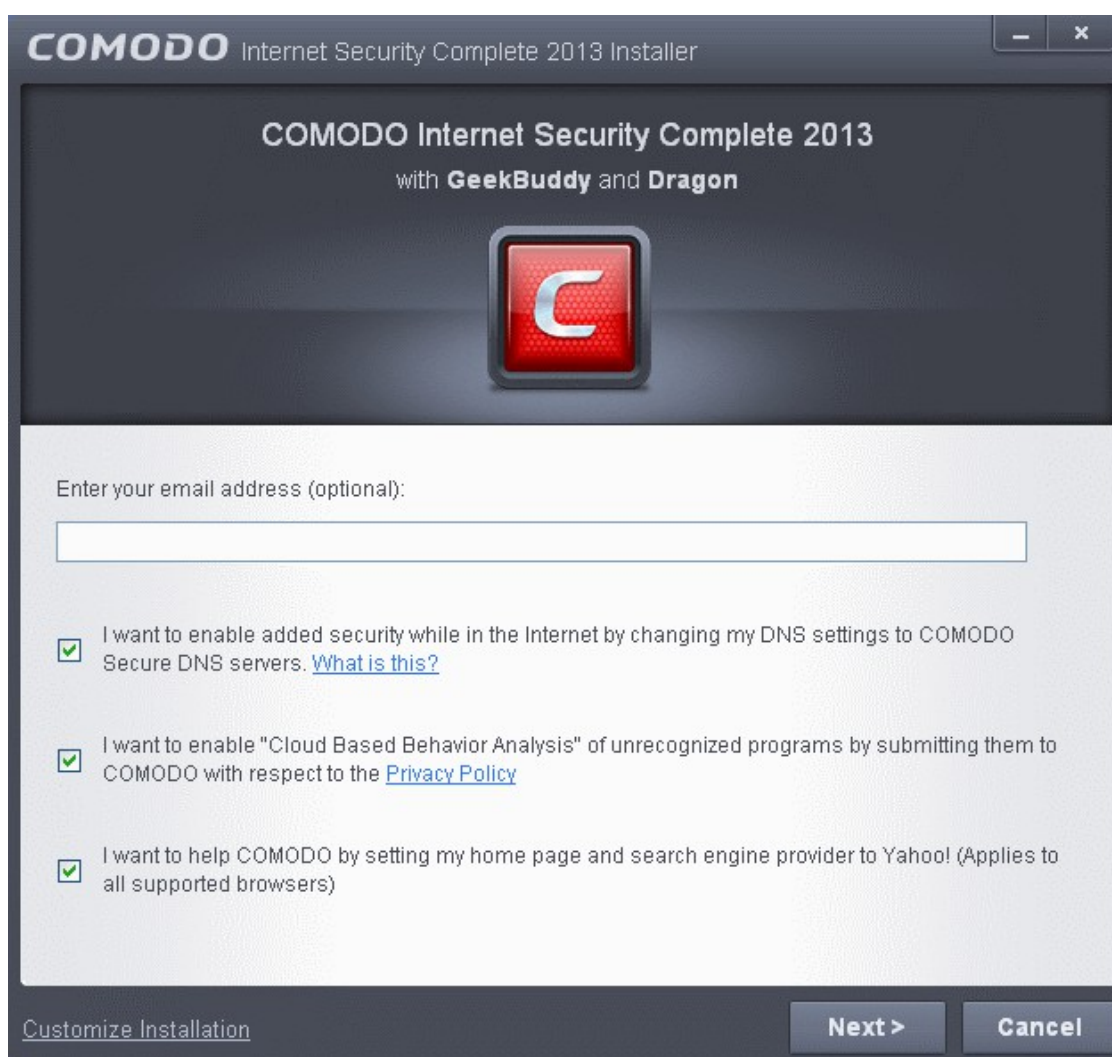 COMODO Internet Security Complete 2013 Installer
COMODO Internet Security Complete 2013
with GeekBuddy and Dragon
C
Enter your email address (optional):
I want to enable added security while in the Internet by changing my DNS settings to COMODO
Secure DNS servers. What is this?
I want to enable "Cloud Based Behavior Analysis" of unrecognized programs by submitting them to
COMODO with respect to the Privacy Policy
I want to help COMODO by setting my home page and search engine provider to Yahoo! (Applies to
all supported browsers)
Customize Installation
Next >
Cancel